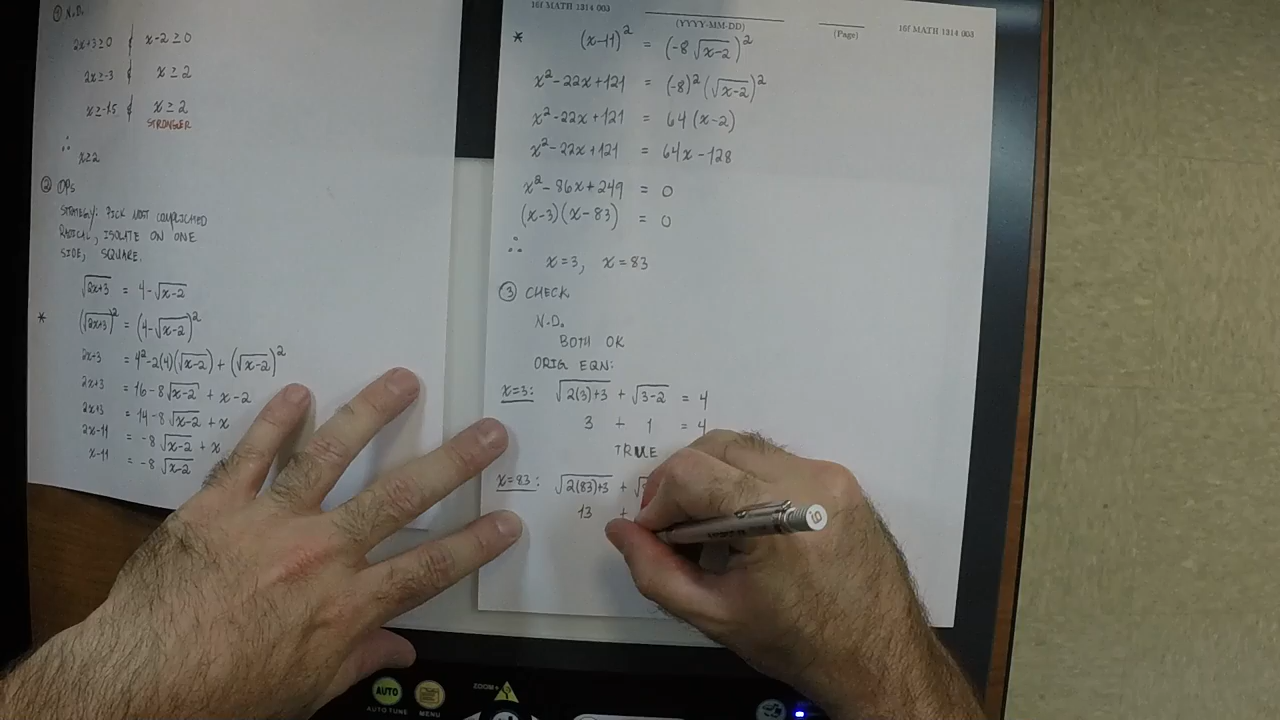 ① N.D.
2x+3≥0 & x-2≥0
2x≥-3 & x≥2
x≥-1.5 & x≥2
STRONGER
∴
x≥2
② OPs
STRATEGY: PICK MOST COMPLICATED
RADICAL, ISOLATE ON ONE
SIDE, SQUARE.
√(2x+3) = 4-√(x-2)
* (√(2x+3))² = (4-√(x-2))²
2x+3 = 4²-2(4)(√(x-2))+(√(x-2))²
2x+3 = 16-8√(x-2) + x-2
2x+3 = 14-8√(x-2) + x
2x-11 = -8√(x-2) + x
x-11 = -8√(x-2)
16f MATH 1314 003
(YYYY-MM-DD)
(Page)
16f MATH 1314 003
* (x-11)² = (-8√(x-2))²
x²-22x+121 = (-8)²(√(x-2))²
x²-22x+121 = 64(x-2)
x²-22x+121 = 64x-128
x²-86x+249 = 0
(x-3)(x-83) = 0
∴
x=3, x=83
③ CHECK
N.D.
BOTH OK
ORIG EQN:
x=3: √(2(3)+3) + √(3-2) = 4
3 + 1 = 4
TRUE
x=83: √(2(83)+3) + √
13 +
AUTO
AUTO TUNE
MENU
ZOOM+